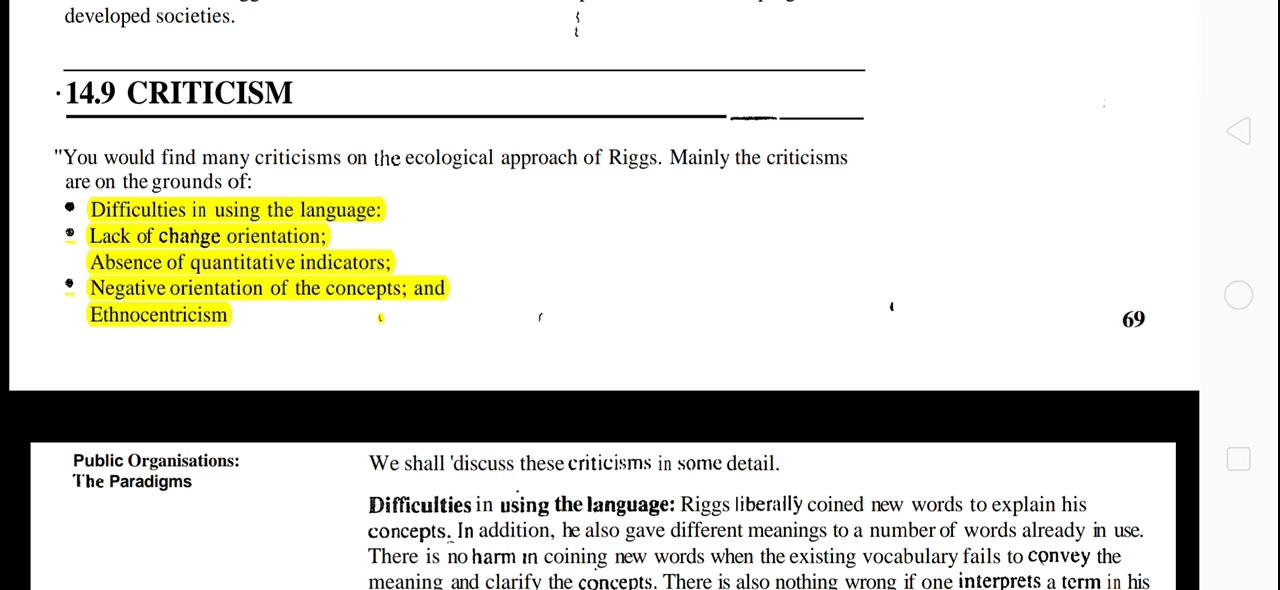 developed societies.
14.9 CRITICISM
"You would find many criticisms on the ecological approach of Riggs. Mainly the criticisms
are on the grounds of:
• Difficulties in using the language:
• Lack of change orientation;
Absence of quantitative indicators;
• Negative orientation of the concepts; and
Ethnocentricism
69
Public Organisations:
The Paradigms
We shall 'discuss these criticisms in some detail.
Difficulties in using the language: Riggs liberally coined new words to explain his
concepts. In addition, he also gave different meanings to a number of words already in use.
There is no harm in coining new words when the existing vocabulary fails to convey the
meaning and clarify the concepts. There is also nothing wrong if one interprets a term in his